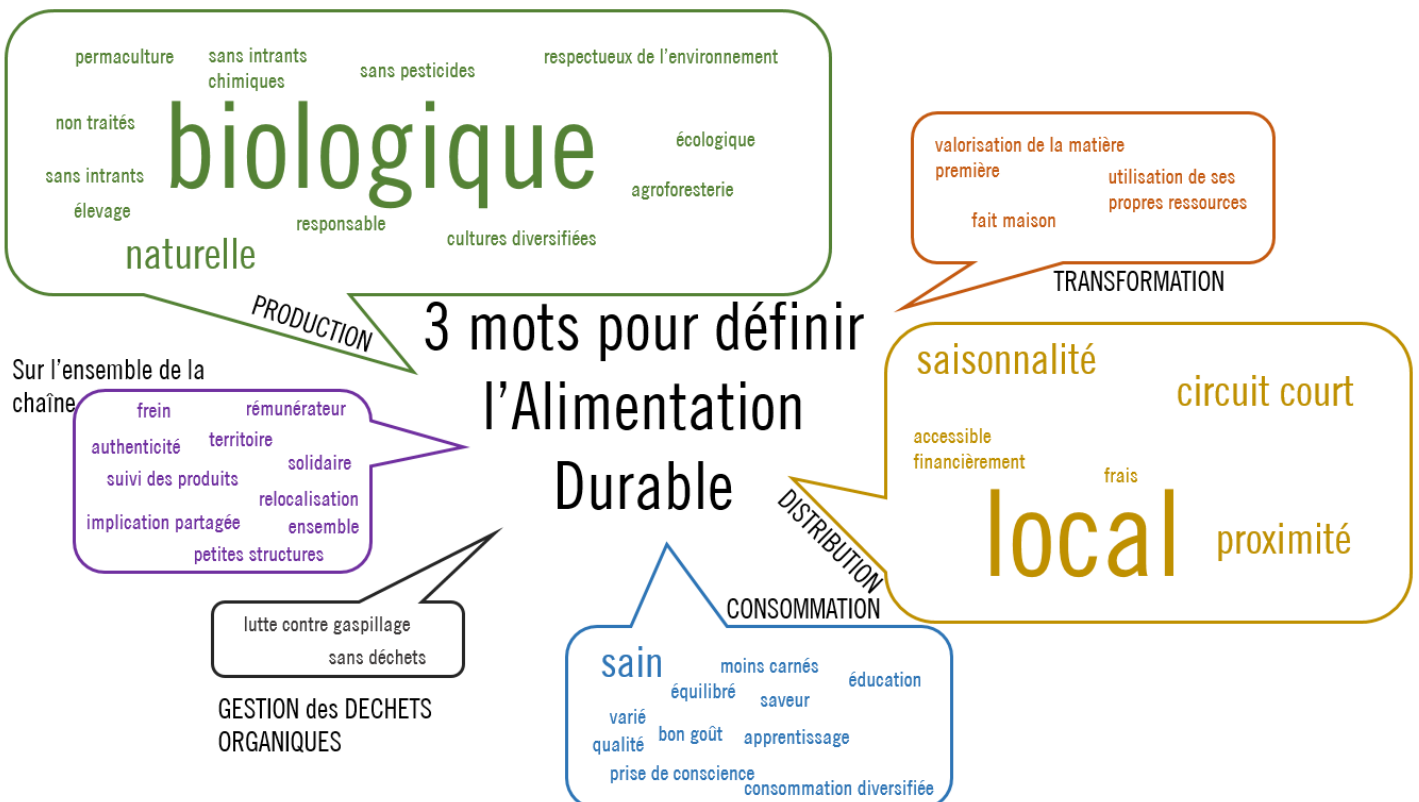 permaculture
sans intrants
chimiques
sans pesticides
respectueux de l'environnement
non traités
biologique
écologique
sans intrants
agroforesterie
élevage
responsable
cultures diversifiées
naturelle
PRODUCTION
valorisation de la matière
première
utilisation de ses
propres ressources
fait maison
TRANSFORMATION
3 mots pour définir
l'Alimentation
Durable
Sur l'ensemble de la
chaîne
frein
rémunérateur
authenticité
territoire
solidaire
suivi des produits
relocalisation
implication partagée
ensemble
petites structures
saisonnalité
circuit court
accessible
financièrement
frais
local
proximité
DISTRIBUTION
lutte contre gaspillage
sans déchets
GESTION des DECHETS
ORGANIQUES
CONSOMMATION
sain
moins carnés
éducation
équilibré
saveur
varié
qualité
bon goût
apprentissage
prise de conscience
consommation diversifiée